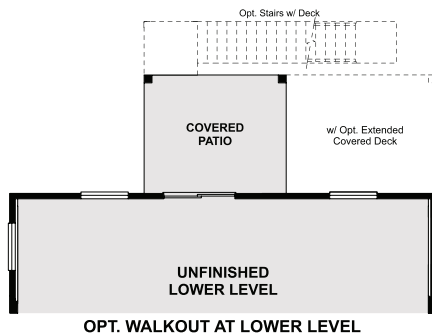 Opt. Stairs w/ Deck
COVERED
PATIO
w/ Opt. Extended
Covered Deck
UNFINISHED
LOWER LEVEL
OPT. WALKOUT AT LOWER LEVEL